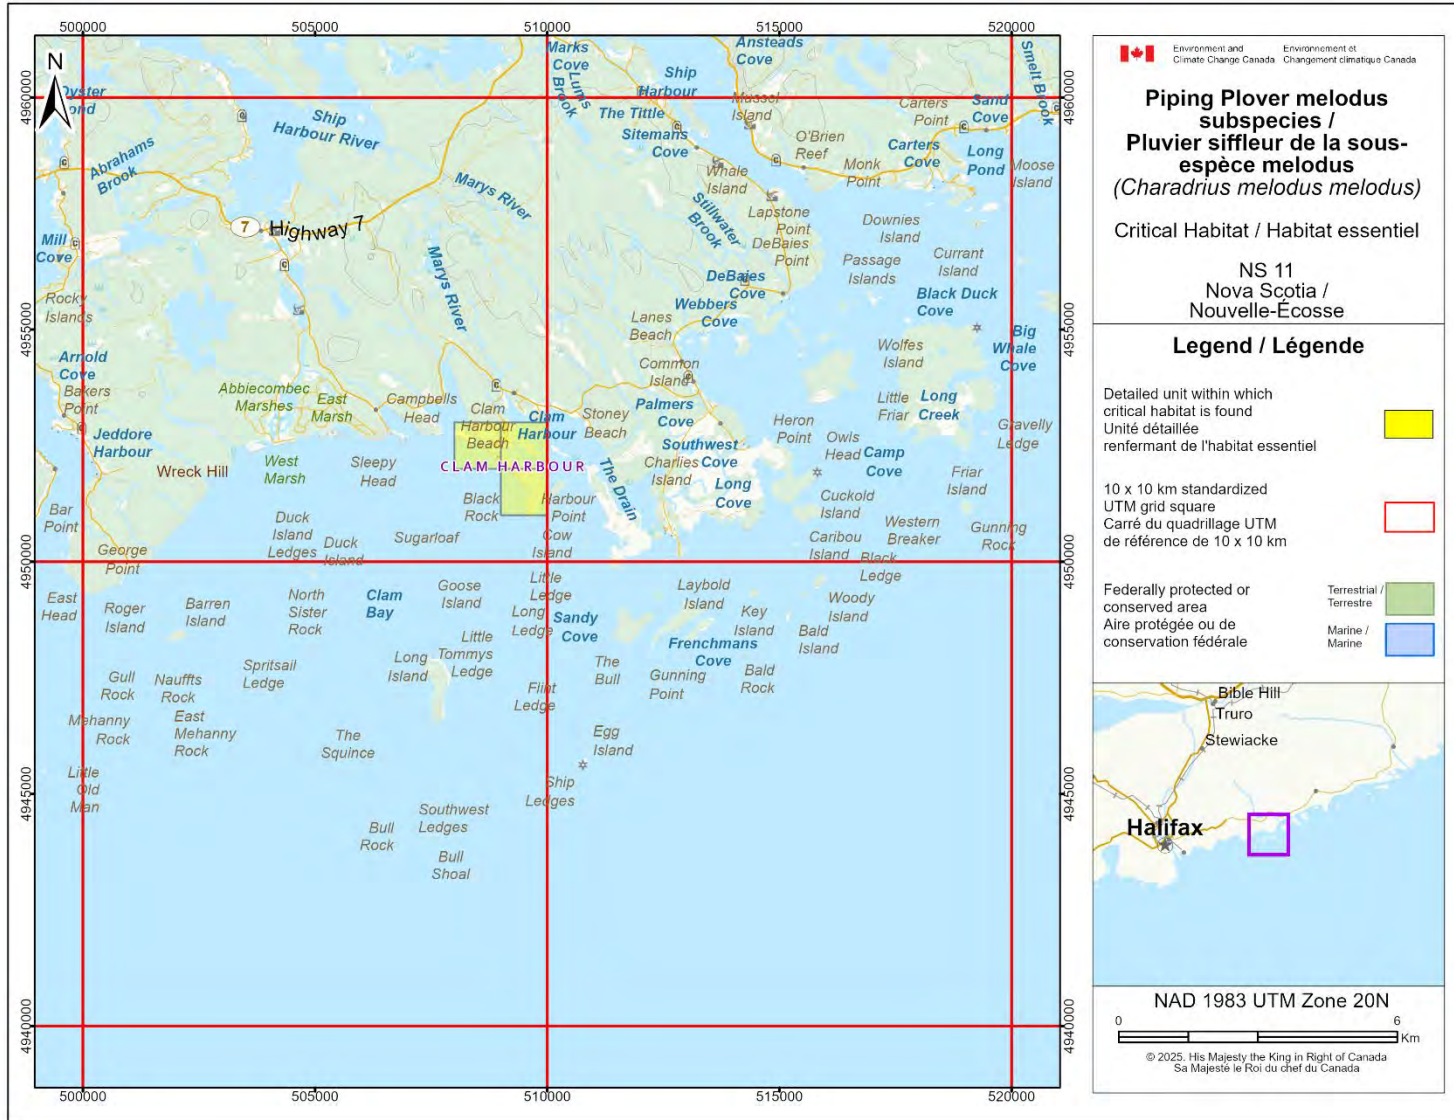 500000
505000
510000
515000
520000
N
4960000
4955000
4950000
4945000
4940000
Marks
Cove
Lunis
Brook
Ansteads
Cove
Ship
Harbour
Smelt Brook
Oyster
Pond
Ship
Harbour River
The Tittle
Mussel
Island
Carters
Point
Sand
Cove
Sitemans
Cove
O'Brien
Reef
Carters
Cove
Long
Pond
Moose
Island
Abrahams
Brook
Marys River
Whale
Island
Monk
Point
Stillwater
Brook
Lapstone
Point
DeBaies
Point
Downies
Island
7
Highway 7
Mill
Cove
Marys River
Passage
Islands
Currant
Island
DeBaies
Cove
Black Duck
Cove
Rocky
Islands
Webbers
Cove
Lanes
Beach
Big
Whale
Cove
Wolfes
Island
Arnold
Cove
Bakers
Point
Common
Island
Abbiecombec
Marshes
East
Marsh
Campbells
Head
Clam
Harbour
Beach
Clam
Harbour
Stoney
Beach
Palmers
Cove
Little
Friar
Long
Creek
Heron
Point
Gravelly
Ledge
Jeddore
Harbour
Southwest
Cove
Owls
Head
Camp
Cove
Wreck Hill
West
Marsh
Sleepy
Head
CLAM HARBOUR
The Drain
Charlies
Island
Long
Cove
Friar
Island
Bar
Point
Black
Rock
Harbour
Point
Cuckold
Island
Duck
Island
Ledges
Duck
Island
Sugarloaf
Cow
Island
Western
Breaker
Gunning
Rock
Caribou
Island
Black
Ledge
George
Point
East
Head
Roger
Island
Barren
Island
North
Sister
Rock
Clam
Bay
Goose
Island
Little
Ledge
Long
Ledge
Sandy
Cove
Laybold
Island
Key
Island
Woody
Island
Bald
Island
Little
Tommys
Ledge
Frenchmans
Cove
Gull
Rock
Nauffts
Rock
Spritsail
Ledge
Long
Island
The
Bull
Gunning
Point
Bald
Rock
Flint
Ledge
Mehanny
Rock
East
Mehanny
Rock
The
Squince
Egg
Island
Little
Old
Man
Ship
Ledges
Southwest
Ledges
Bull
Rock
Bull
Shoal
4960000
4955000
4950000
4945000
4940000
500000
505000
510000
515000
520000
Environment and
Climate Change Canada
Environnement et
Changement climatique Canada
Piping Plover melodus
subspecies /
Pluvier siffleur de la sous-
espèce melodus
(Charadrius melodus melodus)
Critical Habitat / Habitat essentiel
NS 11
Nova Scotia /
Nouvelle-Écosse
Legend / Légende
Detailed unit within which
critical habitat is found
Unité détaillée
renfermant de l'habitat essentiel
10 x 10 km standardized
UTM grid square
Carré du quadrillage UTM
de référence de 10 x 10 km
Federally protected or
conserved area
Aire protégée ou de
conservation fédérale
Terrestrial /
Terrestre
Marine /
Marine
Bible Hill
Truro
Stewiacke
Halifax
NAD 1983 UTM Zone 20N
0
6
Km
© 2025. His Majesty the King in Right of Canada
Sa Majesté le Roi du chef du Canada